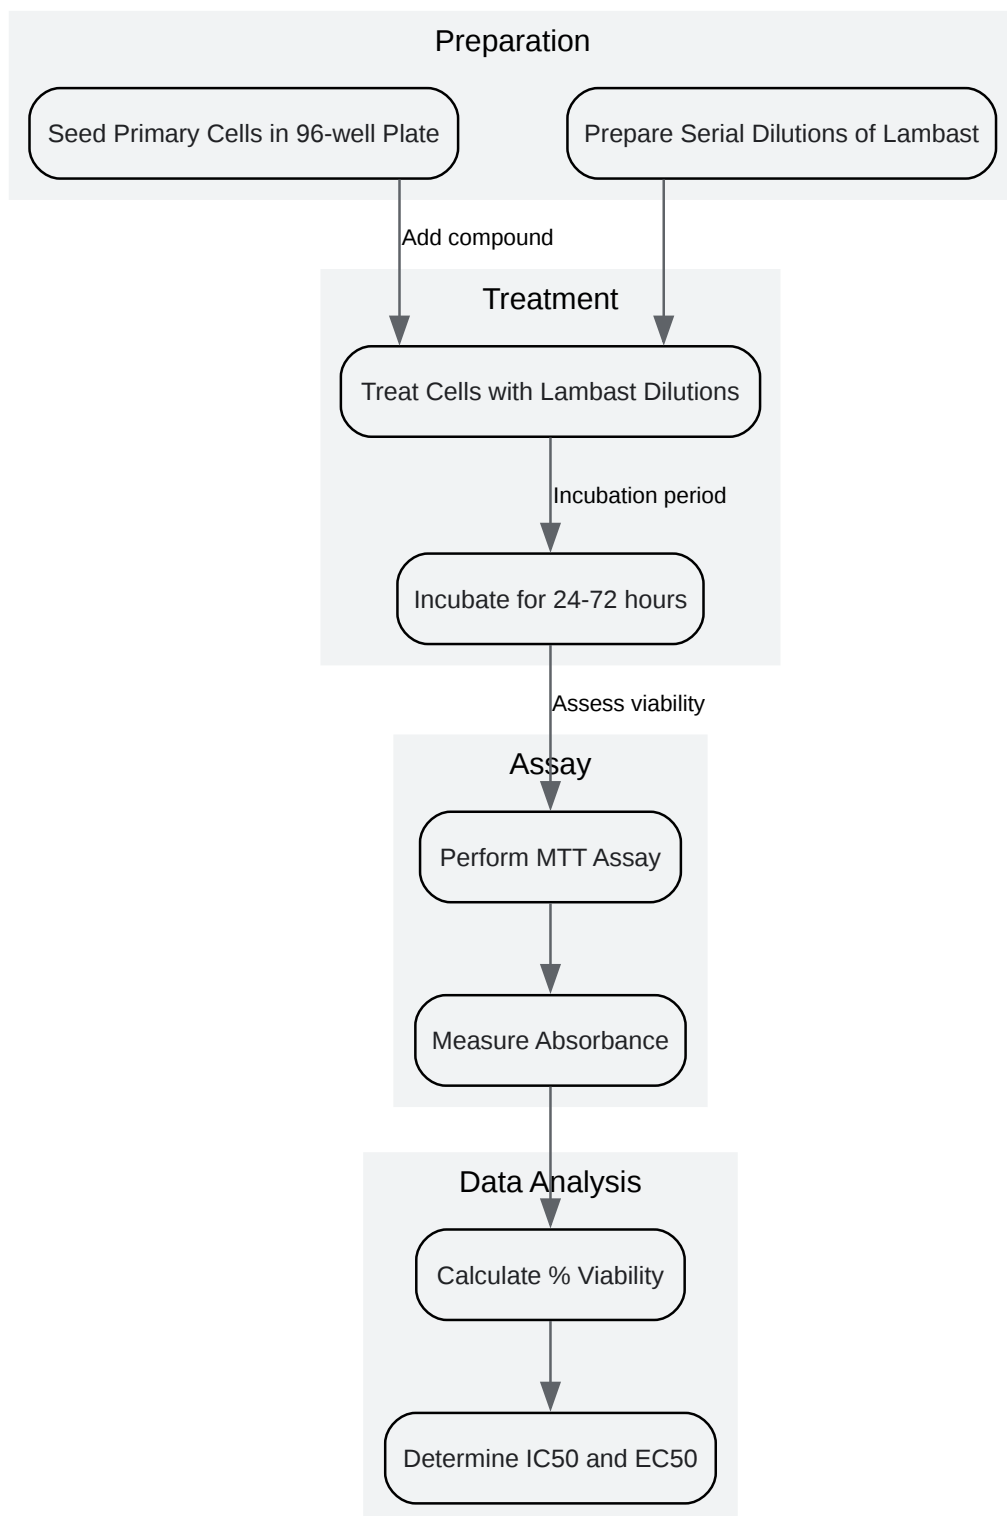 Preparation
Seed Primary Cells in 96-well Plate
Prepare Serial Dilutions of Lambast
Add compound
Treatment
Treat Cells with Lambast Dilutions
Incubation period
Incubate for 24-72 hours
Assess viability
Assay
Perform MTT Assay
Measure Absorbance
Data Analysis
Calculate % Viability
Determine IC50 and EC50